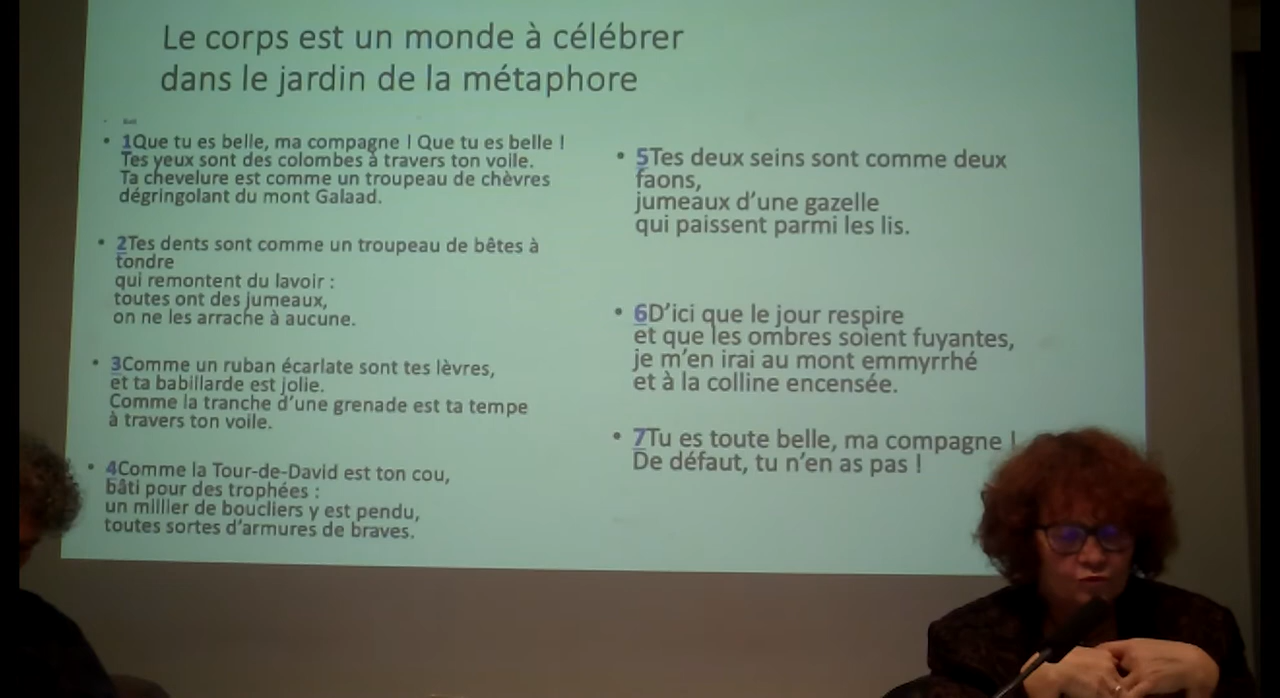 Le corps est un monde à célébrer
dans le jardin de la métaphore
1Que tu es belle, ma compagne ! Que tu es belle !
Tes yeux sont des colombes à travers ton voile.
Ta chevelure est comme un troupeau de chèvres
dégringolant du mont Galaad.
2Tes dents sont comme un troupeau de bêtes à
tondre
qui remontent du lavoir :
toutes ont des jumeaux,
on ne les arrache à aucune.
3Comme un ruban écarlate sont tes lèvres,
et ta babillarde est jolie.
Comme la tranche d'une grenade est ta tempe
à travers ton voile.
4Comme la Tour-de-David est ton cou,
bâti pour des trophées :
un millier de boucliers y est pendu,
toutes sortes d'armures de braves.
5Tes deux seins sont comme deux
faons,
jumeaux d'une gazelle
qui paissent parmi les lis.
6D'ici que le jour respire
et que les ombres soient fuyantes,
je m'en irai au mont emmyrrhé
et à la colline encensée.
7Tu es toute belle, ma compagne !
De défaut, tu n'en as pas !